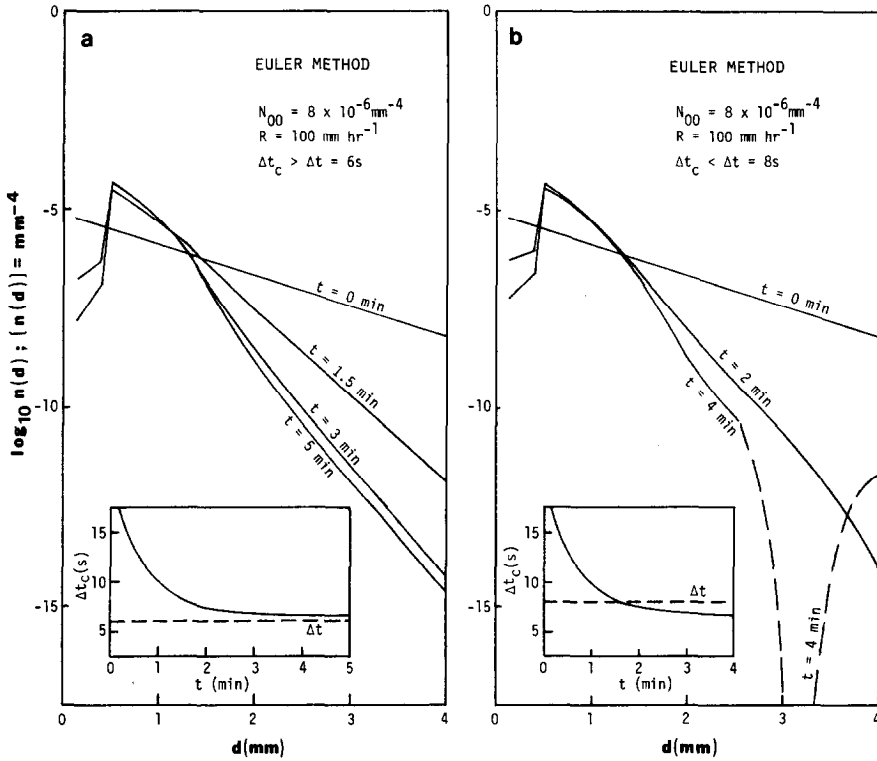 a
EULER METHOD
N₀₀ = 8 x 10⁻⁶mm⁻⁴
R = 100 mm hr⁻¹
Δt_c > Δt = 6s
log₁₀ n(d) ; [n(d)] = mm⁻⁴
0
-5
-10
-15
t = 0 min
t = 1.5 min
t = 3 min
t = 5 min
Δt_c(s)
15
10
5
Δt
0 1 2 3 4 5
t (min)
0 1 2 3 4
d(mm)
b
EULER METHOD
N₀₀ = 8 x 10⁻⁶mm⁻⁴
R = 100 mm hr⁻¹
Δt_c < Δt = 8s
0
-5
-10
-15
t = 0 min
t = 2 min
t = 4 min
t = 4 min
Δt_c(s)
15
10
5
Δt
0 1 2 3 4
t (min)
0 1 2 3 4
d(mm)